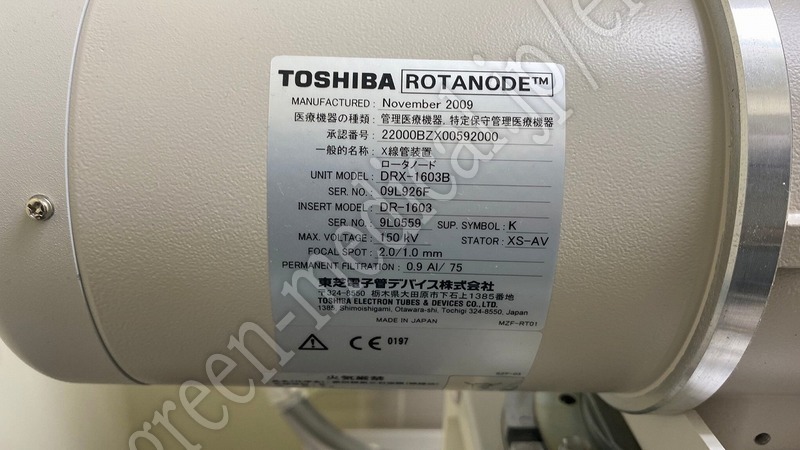 TOSHIBA ROTANODE™
MANUFACTURED : November 2009
医療機器の種類 : 管理医療機器, 特定保守管理医療機器
承認番号 : 22000BZX00592000
一般的名称 : X線管装置
ロータノード
UNIT MODEL : DRX-1603B
SER. NO. : 09L926F
INSERT MODEL : DR-1603
SER. NO. : 9L0559 SUP. SYMBOL : K
MAX. VOLTAGE : 150 kV STATOR : XS-AV
FOCAL SPOT : 2.0/1.0 mm
PERMANENT FILTRATION : 0.9 Al/ 75
東芝電子管デバイス株式会社
〒324-8550 栃木県大田原市下石上1385番地
TOSHIBA ELECTRON TUBES & DEVICES CO., LTD.
1385, Shimoishigami, Otawara-shi, Tochigi 324-8550, Japan
MADE IN JAPAN MZF-RT01
CE 0197
火気厳禁
green-medical.jp/e